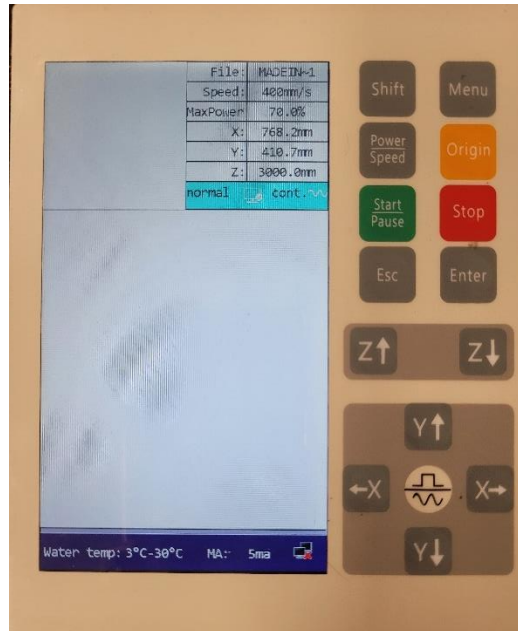 File: MADEIN~1
Speed: 400mm/s
MaxPower 70.0%
X: 768.2mm
Y: 410.7mm
Z: 3000.0mm
normal cont.
Water temp: 3°C-30°C MA: 5ma
Shift Menu
Power Speed Origin
Start Pause Stop
Esc Enter
Z↑ Z↓
Y↑
←X X→
Y↓